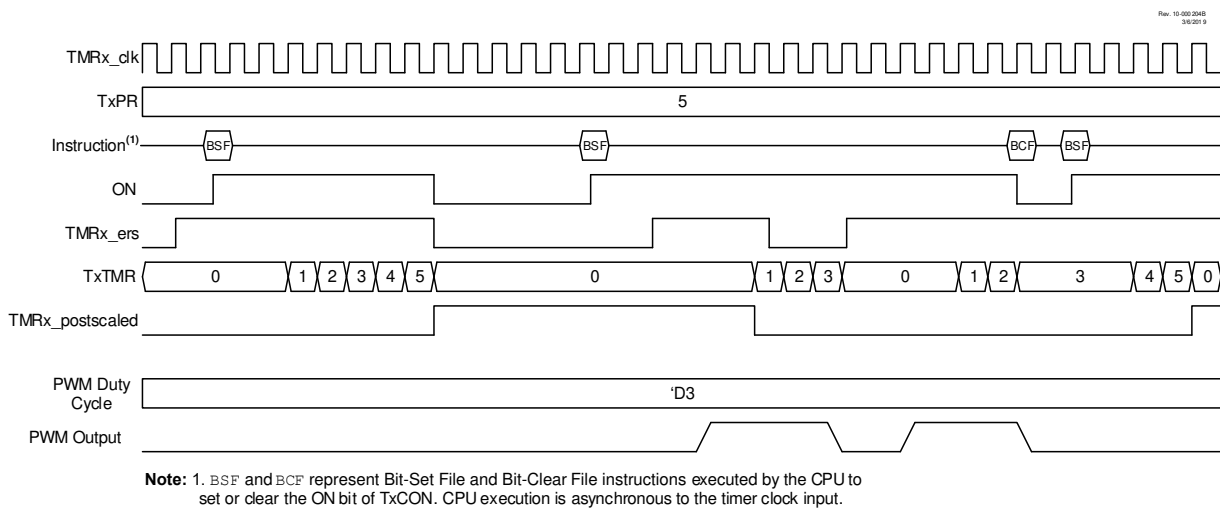 Rev. 10-000 204B
3/6/201 9
TMRx_clk
TxPR 5
Instruction(1) BSF BSF BCF BSF
ON
TMRx_ers
TxTMR 0 1 2 3 4 5 0 1 2 3 0 1 2 3 4 5 0
TMRx_postscaled
PWM Duty
Cycle
‘D3
PWM Output
Note: 1. BSF and BCF represent Bit-Set File and Bit-Clear File instructions executed by the CPU to
set or clear the ON bit of TxCON. CPU execution is asynchronous to the timer clock input.